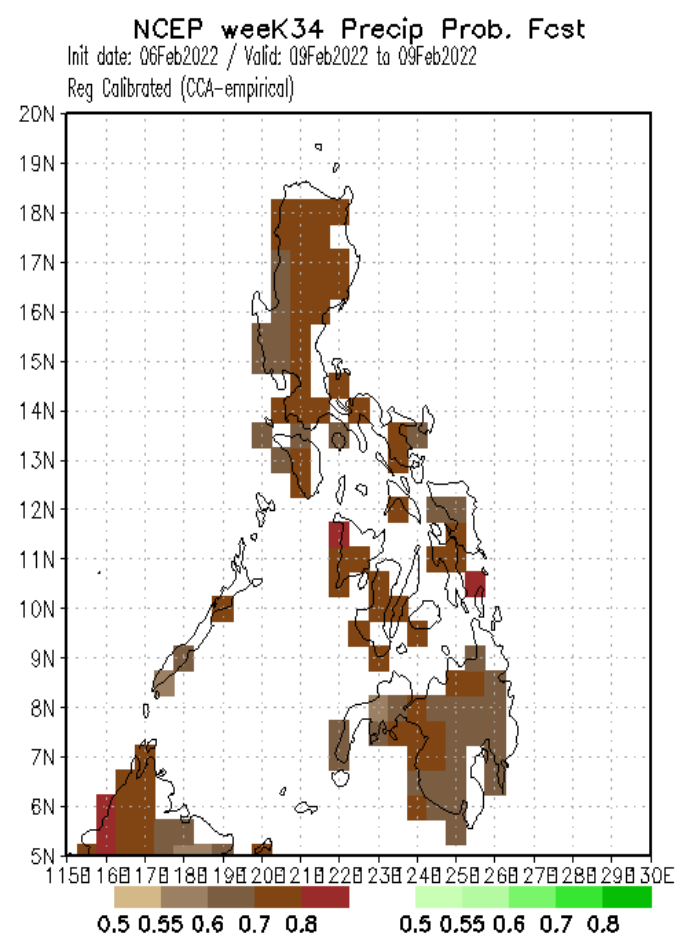 NCEP weeK34 Precip Prob. Fcst
Init date: 06Feb2022 / Valid: 09Feb2022 to 09Feb2022
Reg Calibrated (CCA-empirical)
20N
19N
18N
17N
16N
15N
14N
13N
12N
11N
10N
9N
8N
7N
6N
5N
115E 116E 117E 118E 119E 120E 121E 122E 123E 124E 125E 126E 127E 128E 129E 130E
0.5 0.55 0.6 0.7 0.8 0.5 0.55 0.6 0.7 0.8